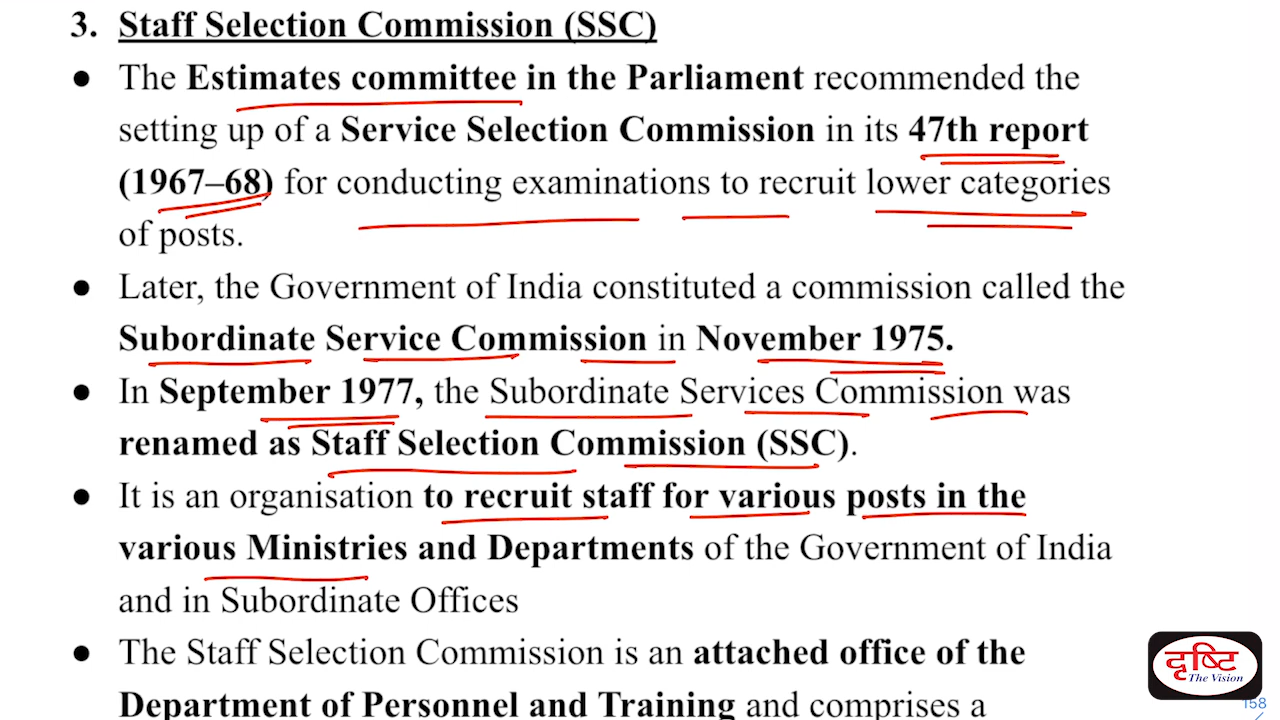 3. Staff Selection Commission (SSC)
● The Estimates committee in the Parliament recommended the
setting up of a Service Selection Commission in its 47th report
(1967–68) for conducting examinations to recruit lower categories
of posts.
● Later, the Government of India constituted a commission called the
Subordinate Service Commission in November 1975.
● In September 1977, the Subordinate Services Commission was
renamed as Staff Selection Commission (SSC).
● It is an organisation to recruit staff for various posts in the
various Ministries and Departments of the Government of India
and in Subordinate Offices
● The Staff Selection Commission is an attached office of the
Department of Personnel and Training and comprises a
दृष्टि
The Vision
158